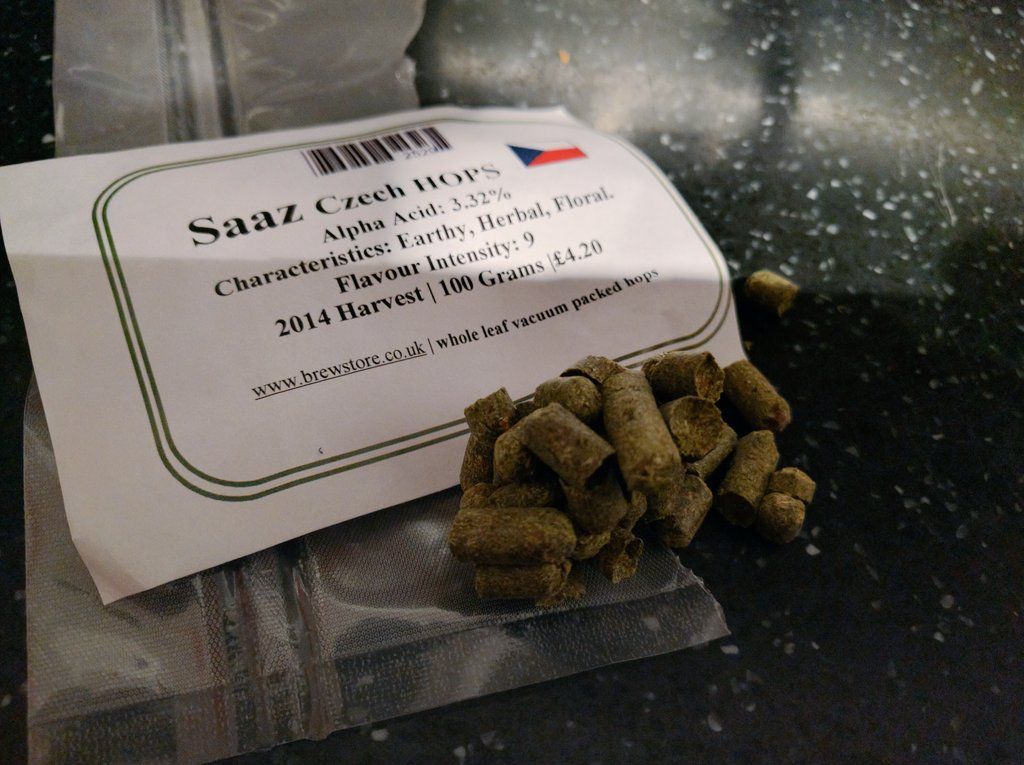 Saaz Czech HOPS
Alpha Acid: 3.32%
Characteristics: Earthy, Herbal, Floral.
Flavour Intensity: 9
2014 Harvest | 100 Grams |£4.20
www.brewstore.co.uk | whole leaf vacuum packed hops